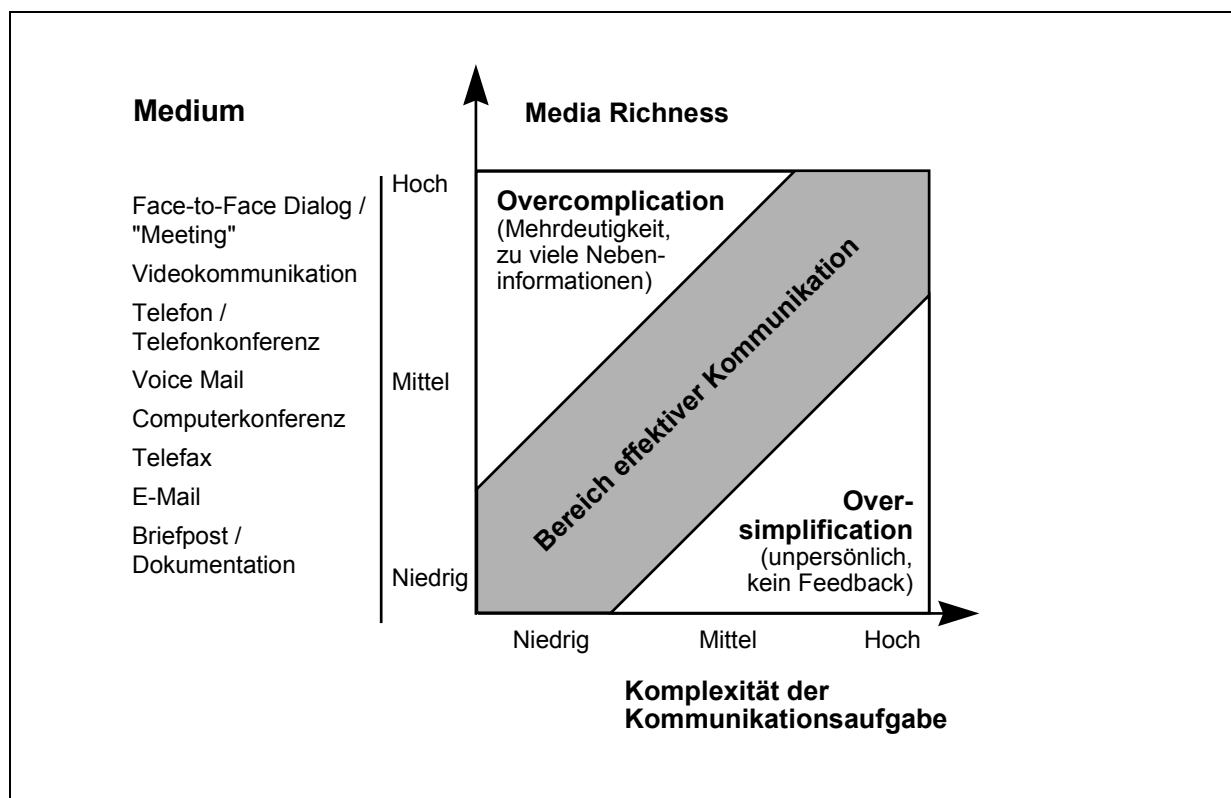 Medium
Media Richness
Face-to-Face Dialog /
"Meeting"
Videokommunikation
Telefon /
Telefonkonferenz
Voice Mail
Computerkonferenz
Telefax
E-Mail
Briefpost /
Dokumentation
Hoch
Mittel
Niedrig
Overcomplication
(Mehrdeutigkeit,
zu viele Neben-
informationen)
Bereich effektiver Kommunikation
Over-
simplification
(unpersönlich,
kein Feedback)
Niedrig
Mittel
Hoch
Komplexität der
Kommunikationsaufgabe